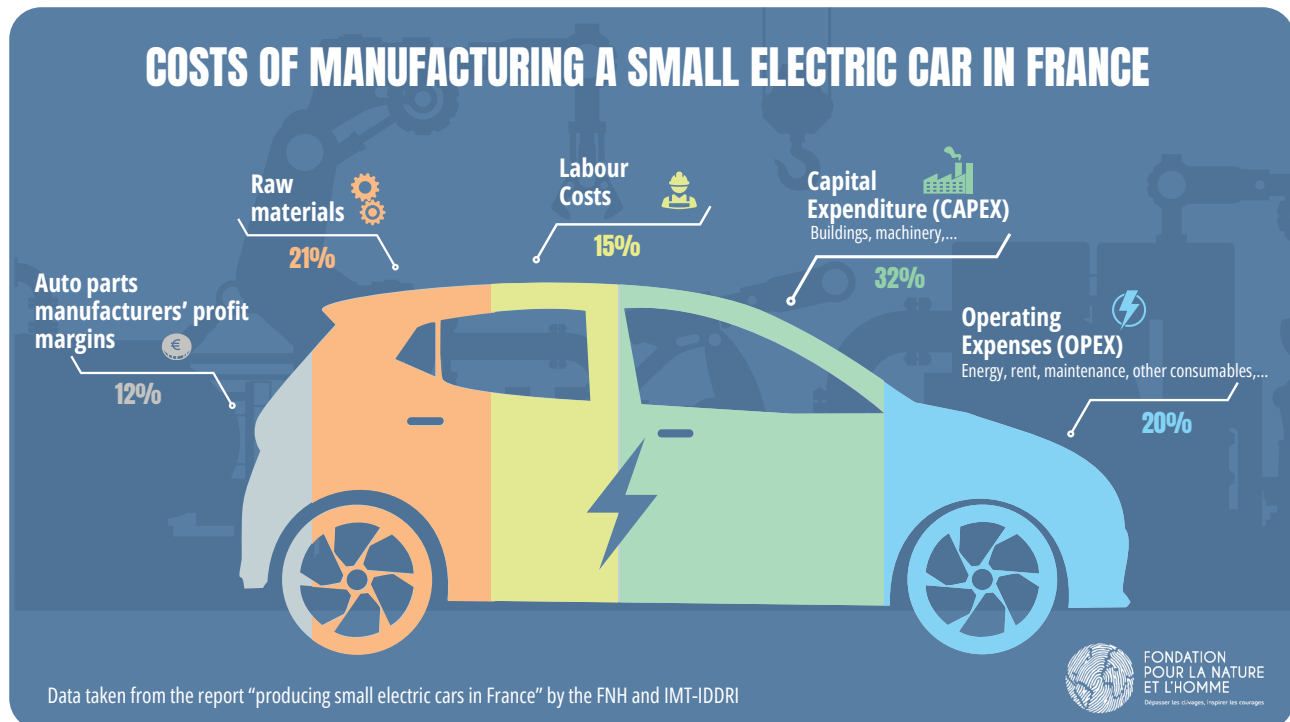 COSTS OF MANUFACTURING A SMALL ELECTRIC CAR IN FRANCE
Auto parts
manufacturers’ profit
margins
€
12%
Raw
materials
21%
Labour
Costs
15%
Capital
Expenditure (CAPEX)
Buildings, machinery,...
32%
Operating
Expenses (OPEX)
Energy, rent, maintenance, other consumables,...
20%
Data taken from the report “producing small electric cars in France” by the FNH and IMT-IDDRI
FONDATION
POUR LA NATURE
ET L'HOMME
Dépasser les clivages, inspirer les courages